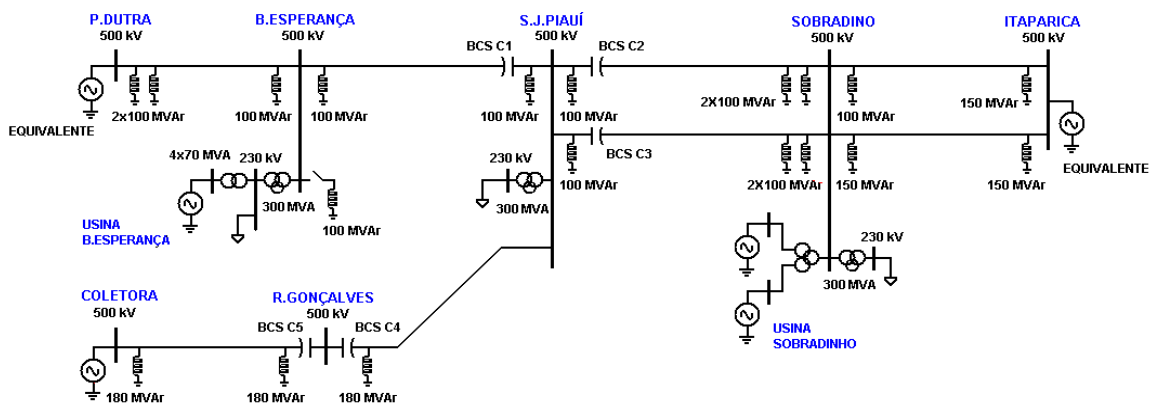 P.DUTRA
500 kV
B.ESPERANÇA
500 kV
S.J.PIAUÍ
500 kV
SOBRADINO
500 kV
ITAPARICA
500 kV
BCS C1
BCS C2
2x100 MVAr
100 MVAr
100 MVAr
100 MVAr
100 MVAr
2X100 MVAr
100 MVAr
150 MVAr
EQUIVALENTE
EQUIVALENTE
BCS C3
100 MVAr
2X100 MVAr
150 MVAr
150 MVAr
4x70 MVA
230 kV
300 MVA
100 MVAr
USINA
B.ESPERANÇA
230 kV
300 MVA
230 kV
300 MVA
USINA
SOBRADINHO
COLETORA
500 kV
R.GONÇALVES
500 kV
BCS C5
BCS C4
180 MVAr
180 MVAr
180 MVAr